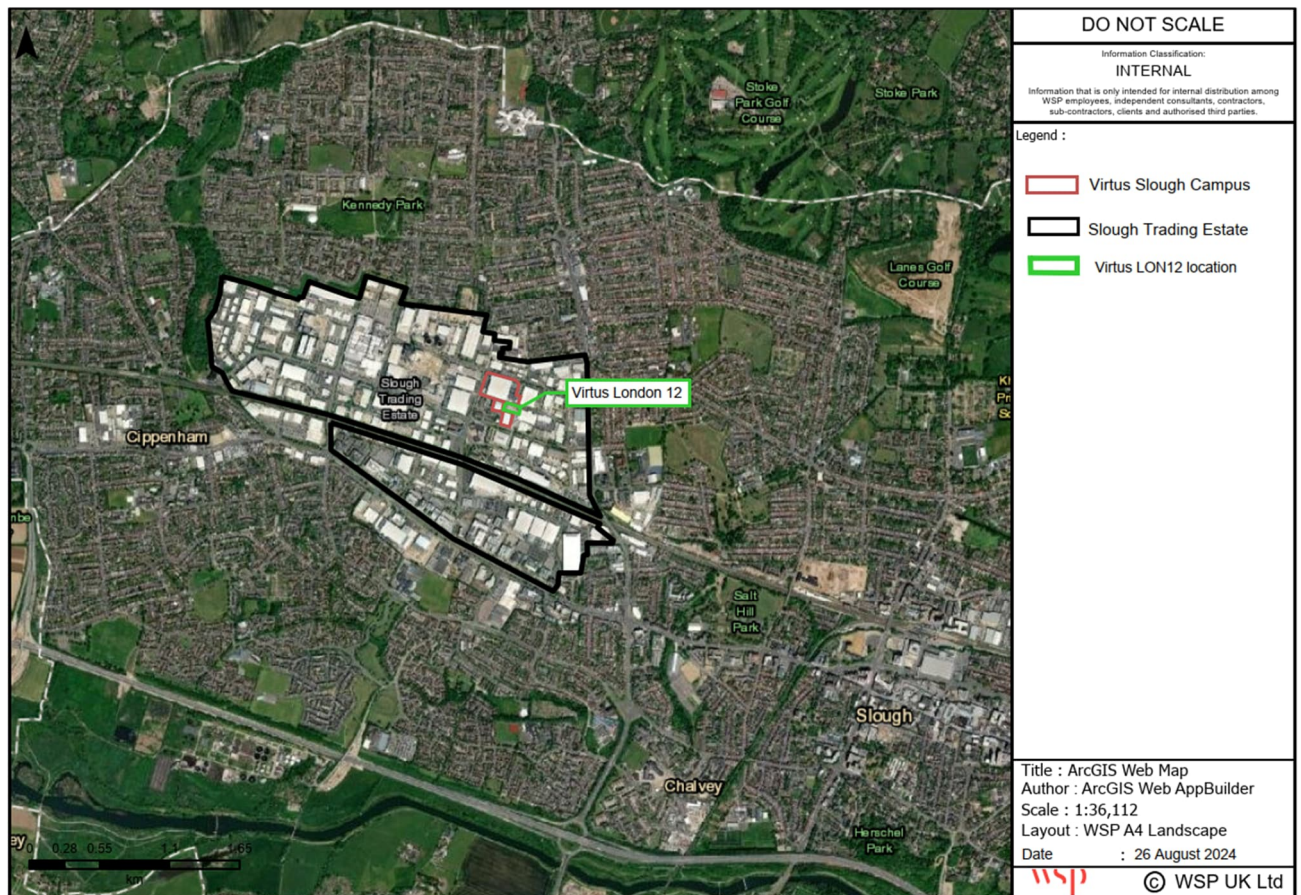 DO NOT SCALE
Information Classification:
INTERNAL
Information that is only intended for internal distribution among
WSP employees, independent consultants, contractors,
sub-contractors, clients and authorised third parties.
Legend :
Virtus Slough Campus
Slough Trading Estate
Virtus LON12 location
Stoke
Park Golf
Course
Stoke Park
Kennedy Park
Lanes Golf
Course
Slough
Trading
Estate
Virtus London 12
Cippenham
Salt
Hill
Park
Slough
Chalvey
Herschel
Park
0 0.28 0.55 1.1 1.65
km
Title : ArcGIS Web Map
Author : ArcGIS Web AppBuilder
Scale : 1:36,112
Layout : WSP A4 Landscape
Date : 26 August 2024
wsp © WSP UK Ltd